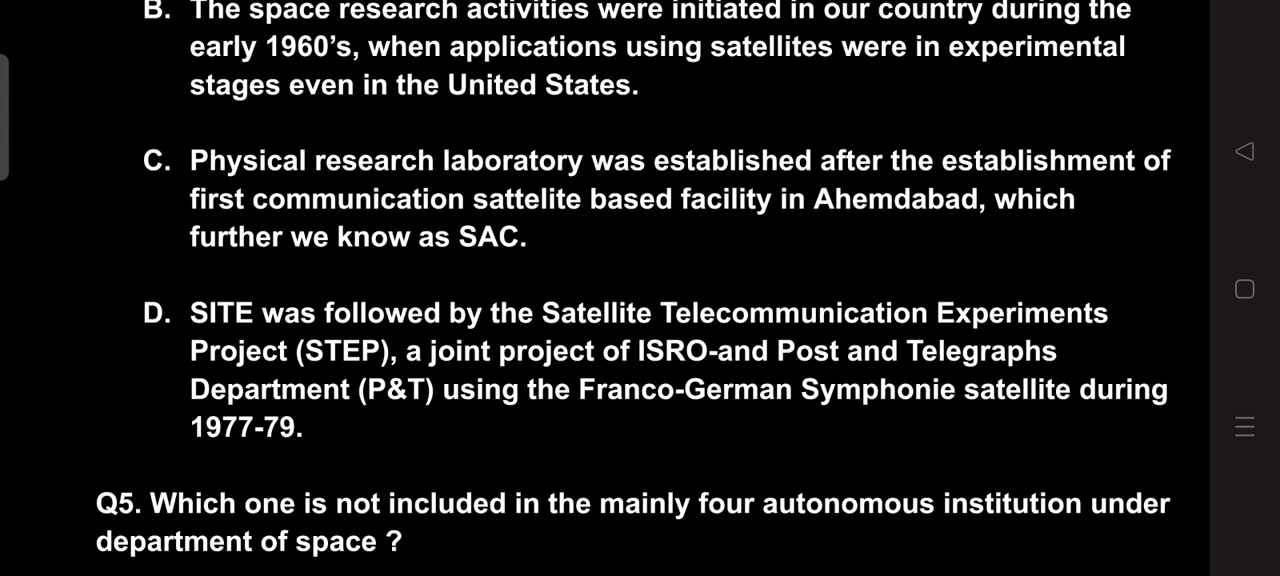 B. The space research activities were initiated in our country during the
early 1960’s, when applications using satellites were in experimental
stages even in the United States.
C. Physical research laboratory was established after the establishment of
first communication sattelite based facility in Ahemdabad, which
further we know as SAC.
D. SITE was followed by the Satellite Telecommunication Experiments
Project (STEP), a joint project of ISRO-and Post and Telegraphs
Department (P&T) using the Franco-German Symphonie satellite during
1977-79.
Q5. Which one is not included in the mainly four autonomous institution under
department of space ?